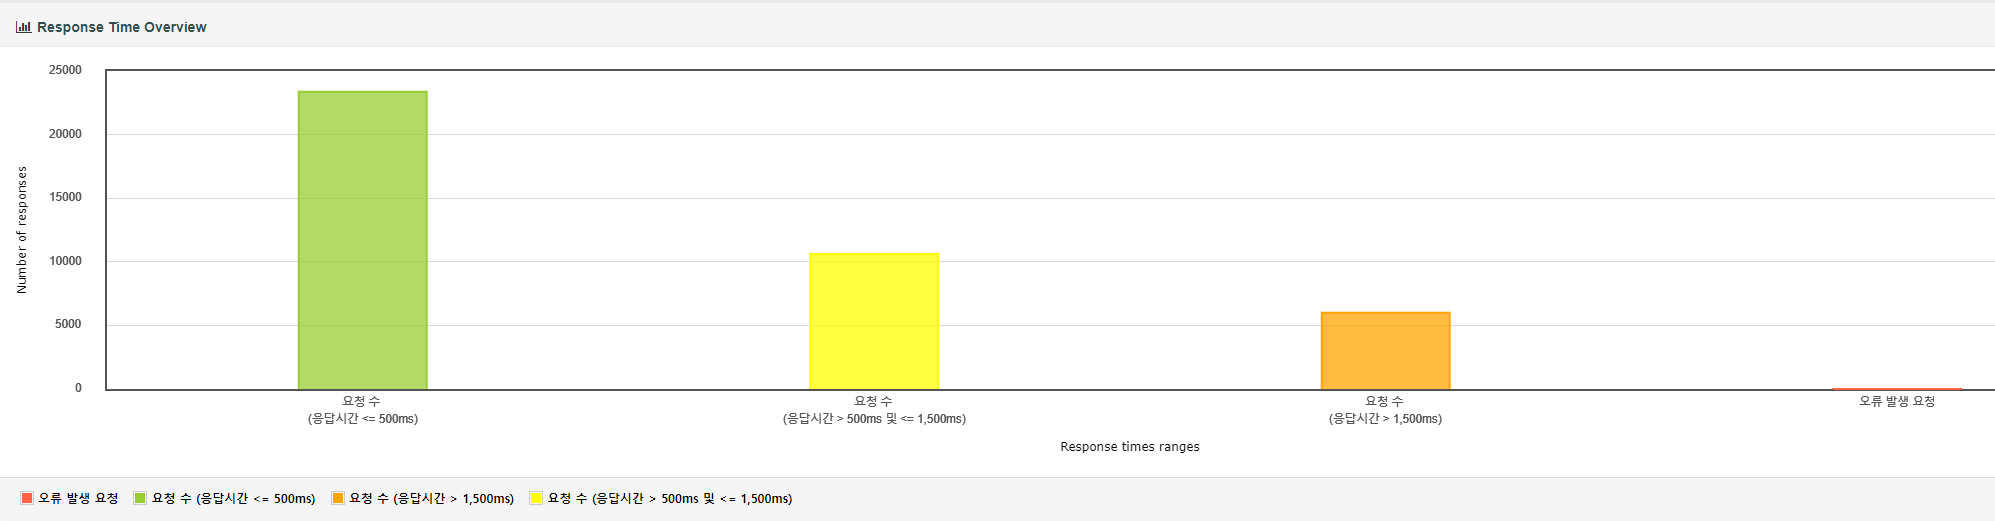 Response Time Overview
25000
20000
15000
10000
5000
0
Number of responses
요청 수
(응답시간 <= 500ms)
요청 수
(응답시간 > 500ms 및 <= 1,500ms)
요청 수
(응답시간 > 1,500ms)
오류 발생 요청
Response times ranges
오류 발생 요청 요청 수 (응답시간 <= 500ms) 요청 수 (응답시간 > 1,500ms) 요청 수 (응답시간 > 500ms 및 <= 1,500ms)